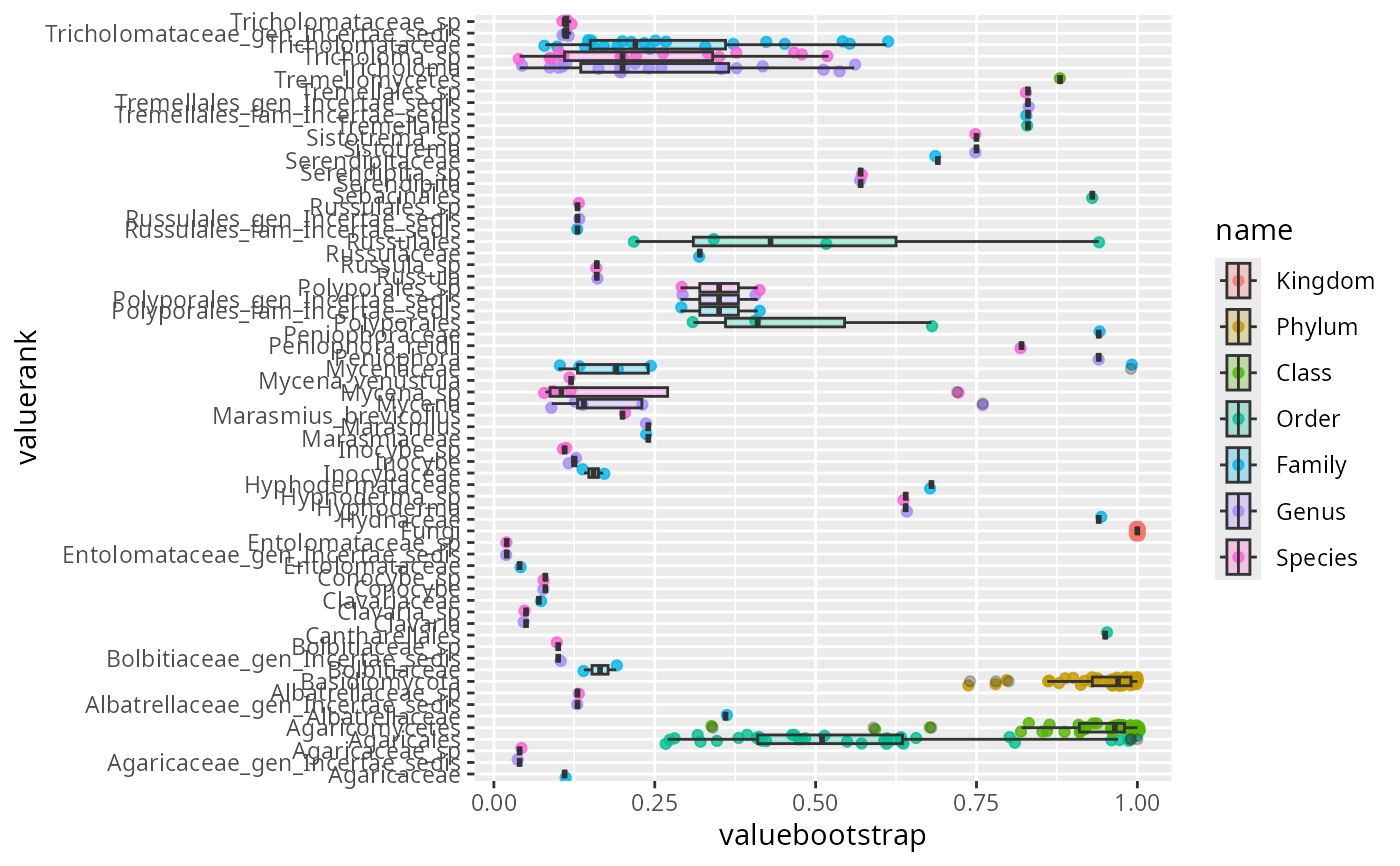 Tricholomataceae_sp
Tricholomataceae_gen_Incertae_sedis
Tricholomataceae
Tricholoma_sp
Tricholoma
Tremellmycetes
Tremellales_sp
Tremellales_gen_Incertae_sedis
Tremellales_fam_Incertae_sedis
Tremellales
Sistotrema_sp
Sistotrema
Serendipitaceae
Serendipita_sp
Serendipita
Sebacinales
Russulales_sp
Russulales_gen_Incertae_sedis
Russulales_fam_Incertae_sedis
Russulales
Russulaceae
Russula_sp
Russula
Polyporales_sp
Polyporales_gen_Incertae_sedis
Polyporales_fam_Incertae_sedis
Polyporales
Peniophoraceae
Peniophora_reidii
Peniophora
Mycenaceae
Mycena_venustula
Mycena_sp
Mycena
Marasmius_brevicollus
Marasmius
Marasmiaceae
Inocybe_sp
Inocybe
Inocybaceae
Hyphodermataceae
Hyphoderma_sp
Hyphoderma
Hydnaceae
Fungi
Entolomataceae_sp
Entolomataceae_gen_Incertae_sedis
Entolomataceae
Conocybe_sp
Conocybe
Clavariaceae
Clavaria_sp
Clavaria
Cantharellales
Bolbitiaceae_sp
Bolbitiaceae_gen_Incertae_sedis
Bolbitiaceae
Basidiomycota
Albatrellaceae_sp
Albatrellaceae_gen_Incertae_sedis
Albatrellaceae
Agaricomycetes
Agaricales
Agaricaceae_sp
Agaricaceae_gen_Incertae_sedis
Agaricaceae
0.00 0.25 0.50 0.75 1.00
valuebootstrap
valuerank
name
Kingdom
Phylum
Class
Order
Family
Genus
Species